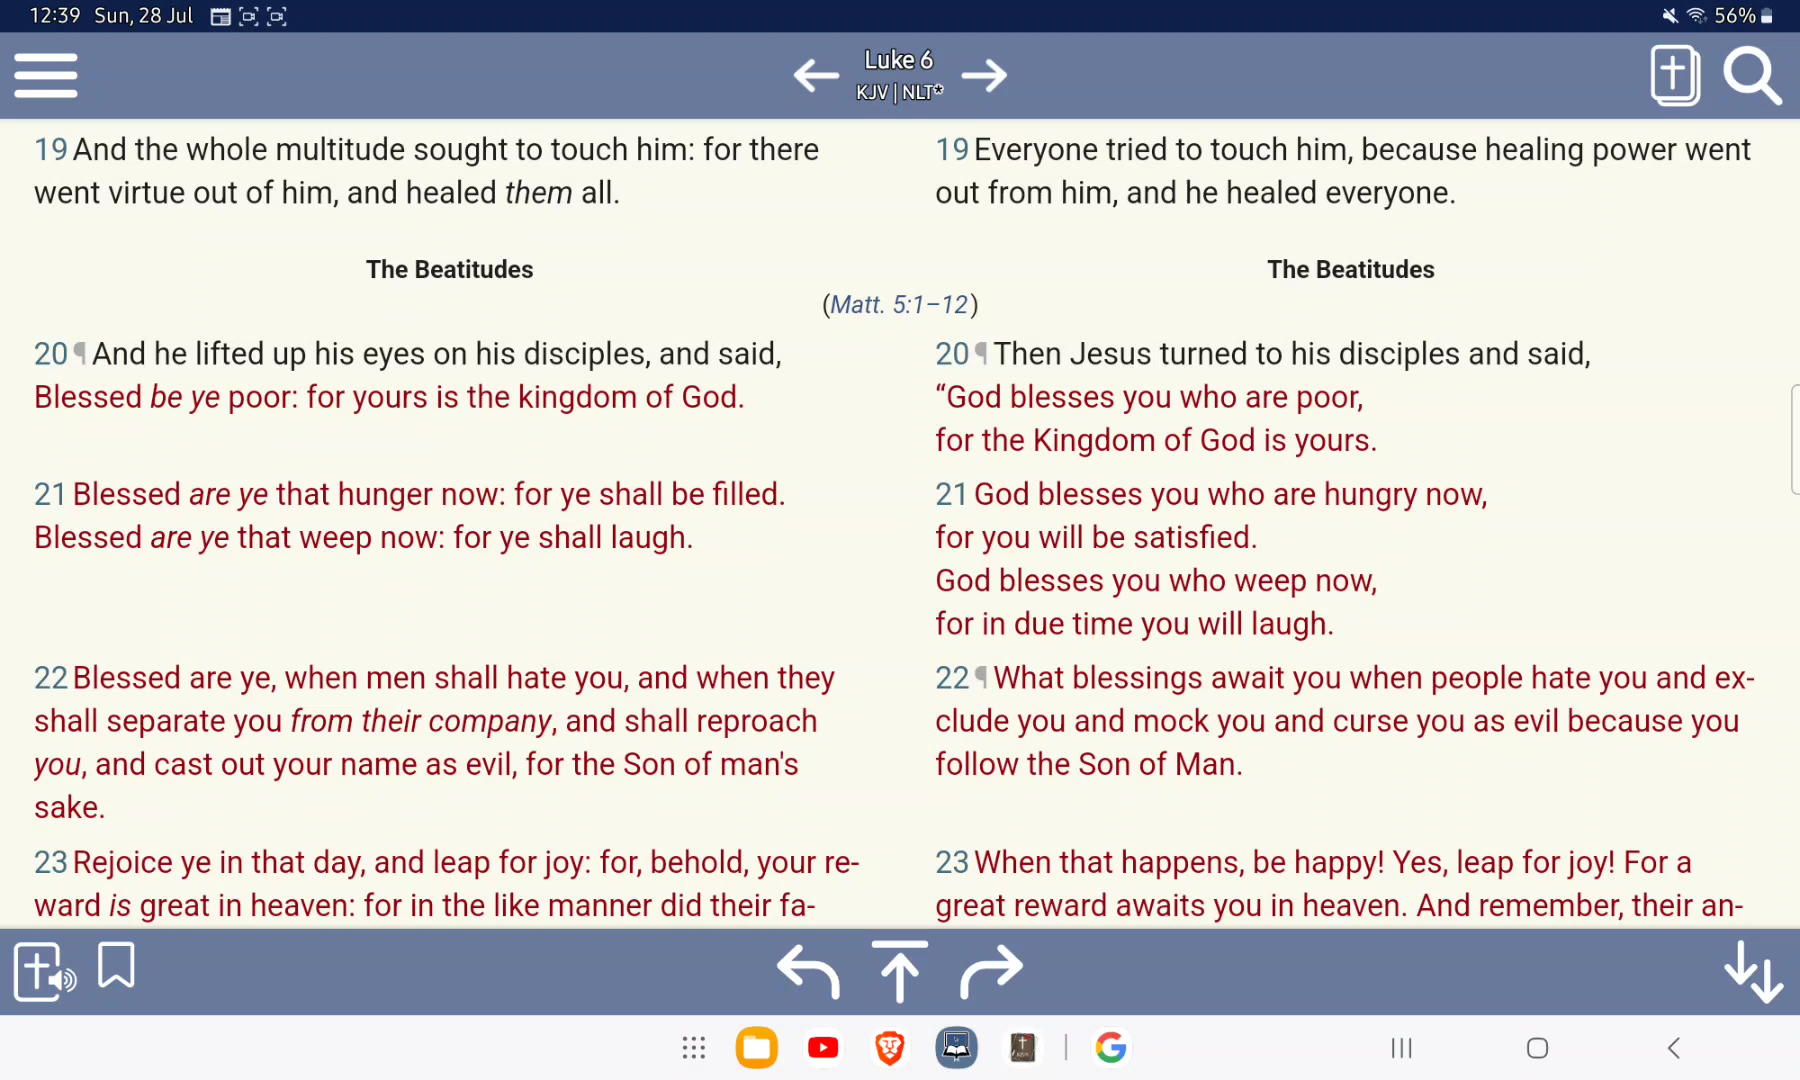 12:39 Sun, 28 Jul
56%
Luke 6
KJV | NLT*
19 And the whole multitude sought to touch him: for there
went virtue out of him, and healed them all.
The Beatitudes
19 Everyone tried to touch him, because healing power went
out from him, and he healed everyone.
The Beatitudes
(Matt. 5:1–12)
20 ¶ And he lifted up his eyes on his disciples, and said,
Blessed be ye poor: for yours is the kingdom of God.
20 ¶ Then Jesus turned to his disciples and said,
“God blesses you who are poor,
for the Kingdom of God is yours.
21 Blessed are ye that hunger now: for ye shall be filled.
Blessed are ye that weep now: for ye shall laugh.
21 God blesses you who are hungry now,
for you will be satisfied.
God blesses you who weep now,
for in due time you will laugh.
22 Blessed are ye, when men shall hate you, and when they
shall separate you from their company, and shall reproach
you, and cast out your name as evil, for the Son of man's
sake.
22 ¶ What blessings await you when people hate you and ex-
clude you and mock you and curse you as evil because you
follow the Son of Man.
23 Rejoice ye in that day, and leap for joy: for, behold, your re-
ward is great in heaven: for in the like manner did their fa-
23 When that happens, be happy! Yes, leap for joy! For a
great reward awaits you in heaven. And remember, their an-